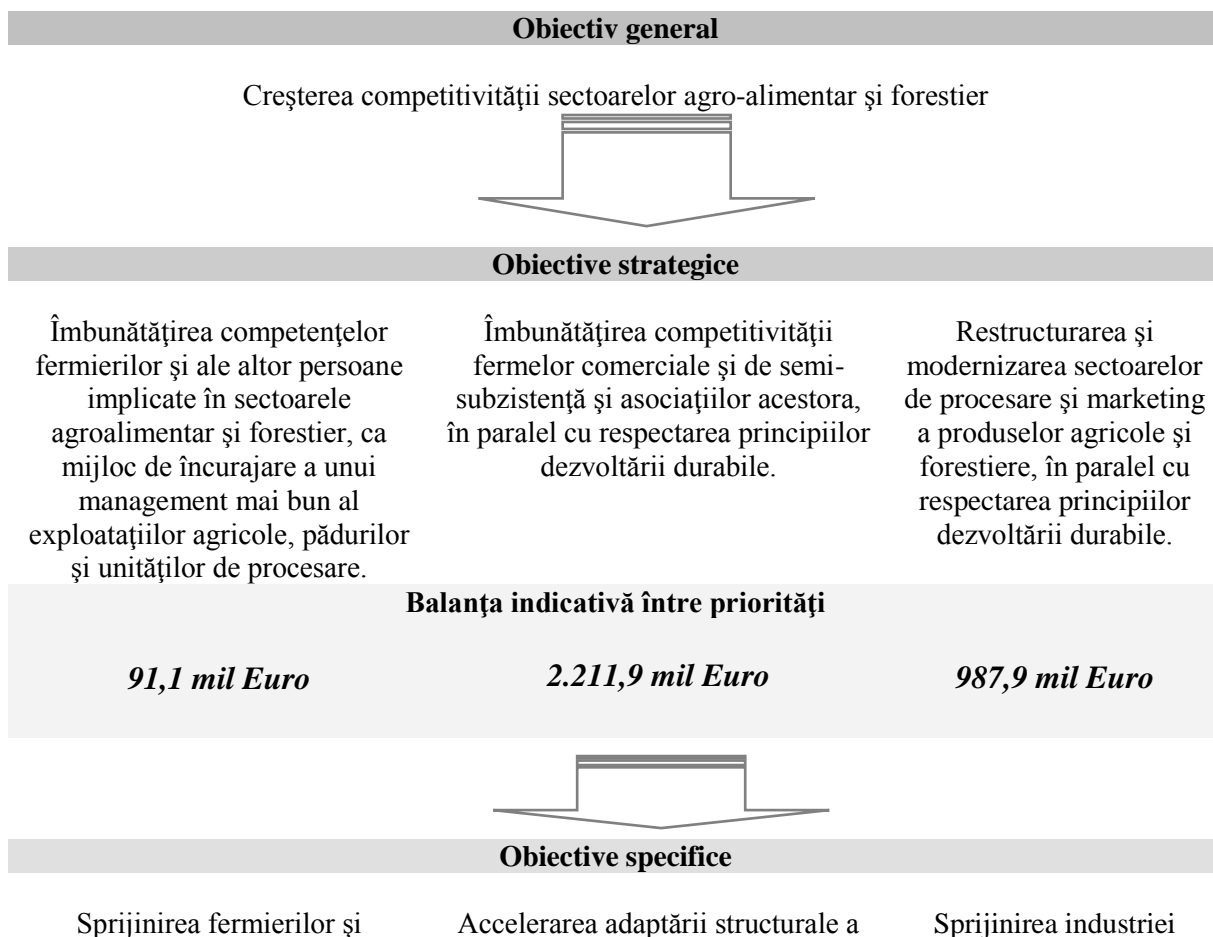 Obiectiv general
Creşterea competitivităţii sectoarelor agro-alimentar şi forestier
Obiective strategice
Îmbunătăţirea competenţelor
fermierilor şi ale altor persoane
implicate în sectoarele
agroalimentar şi forestier, ca
mijloc de încurajare a unui
management mai bun al
exploataţiilor agricole, pădurilor
şi unităţilor de procesare.
Îmbunătăţirea competitivităţii
fermelor comerciale şi de semi-
subzistenţă şi asociaţiilor acestora,
în paralel cu respectarea principiilor
dezvoltării durabile.
Restructurarea şi
modernizarea sectoarelor
de procesare şi marketing
a produselor agricole şi
forestiere, în paralel cu
respectarea principiilor
dezvoltării durabile.
Balanţa indicativă între priorităţi
91,1 mil Euro
2.211,9 mil Euro
987,9 mil Euro
Obiective specifice
Sprijinirea fermierilor şi
Accelerarea adaptării structurale a
Sprijinirea industriei